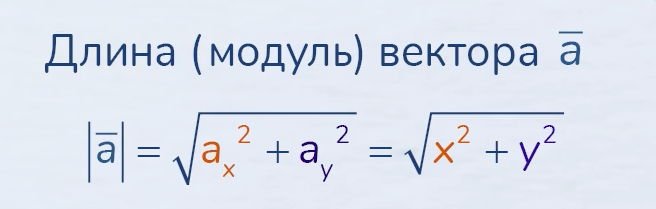 Длина (модуль) вектора a̅
|a̅| = √(aₓ² + aᵧ²) = √(x² + y²)